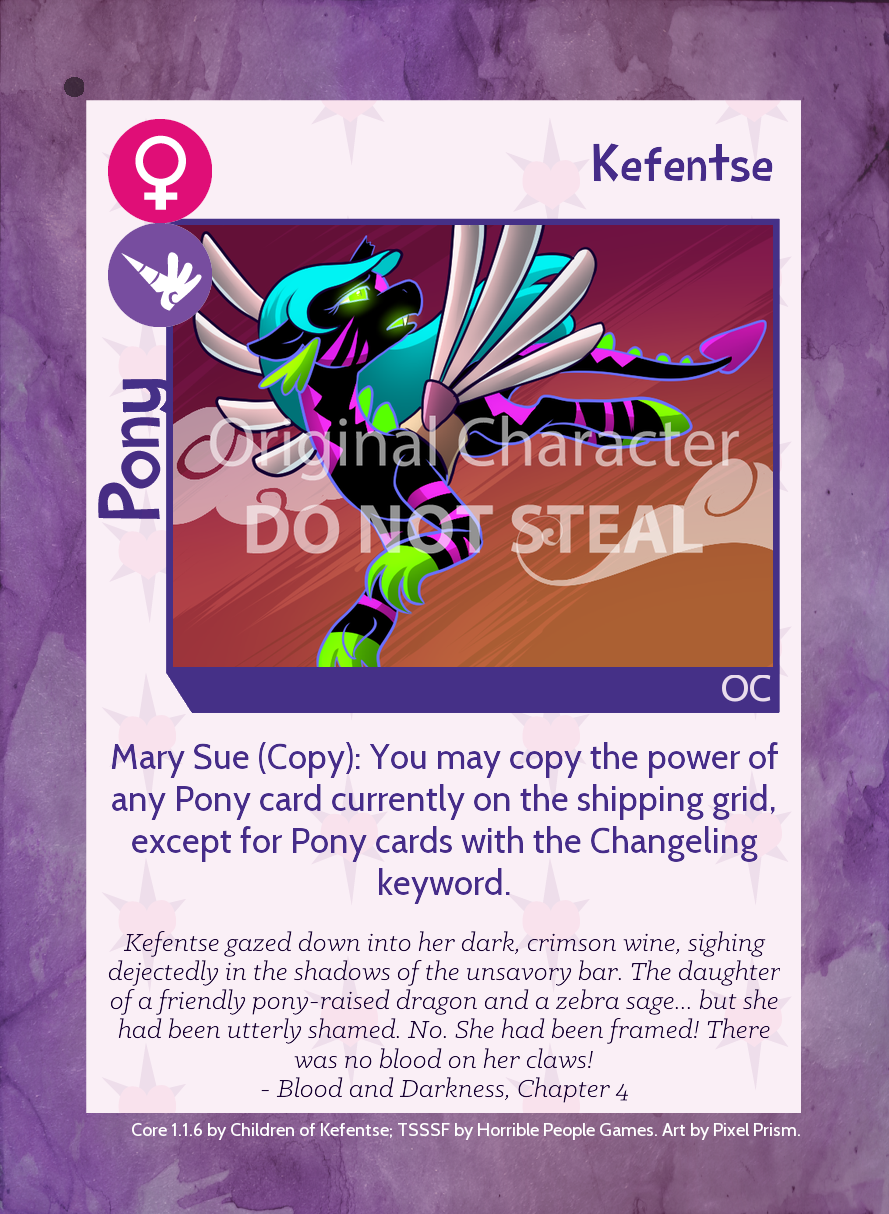 Kefentse
Pony
Original Character
DO NOT STEAL
OC
Mary Sue (Copy): You may copy the power of
any Pony card currently on the shipping grid,
except for Pony cards with the Changeling
keyword.
Kefentse gazed down into her dark, crimson wine, sighing
dejectedly in the shadows of the unsavory bar. The daughter
of a friendly pony-raised dragon and a zebra sage... but she
had been utterly shamed. No. She had been framed! There
was no blood on her claws!
- Blood and Darkness, Chapter 4
Core 1.1.6 by Children of Kefentse; TSSSF by Horrible People Games. Art by Pixel Prism.